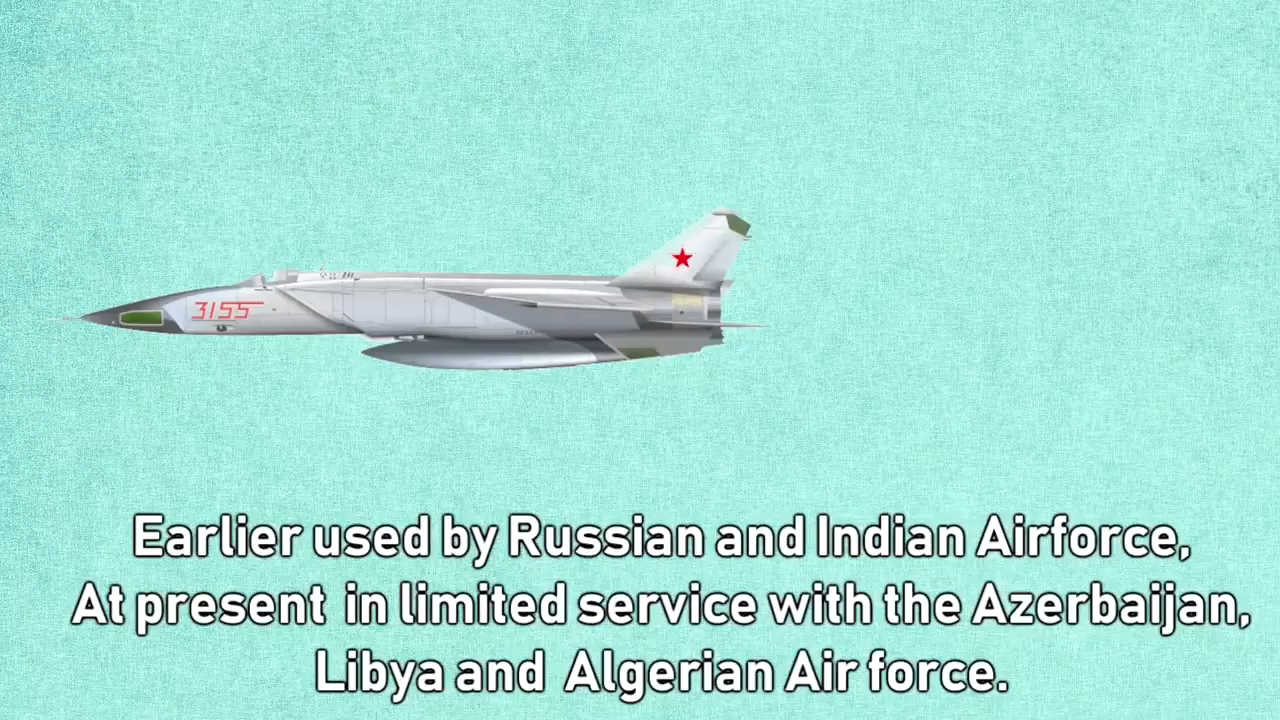 3155
Earlier used by Russian and Indian Airforce,
At present in limited service with the Azerbaijan,
Libya and Algerian Air force.